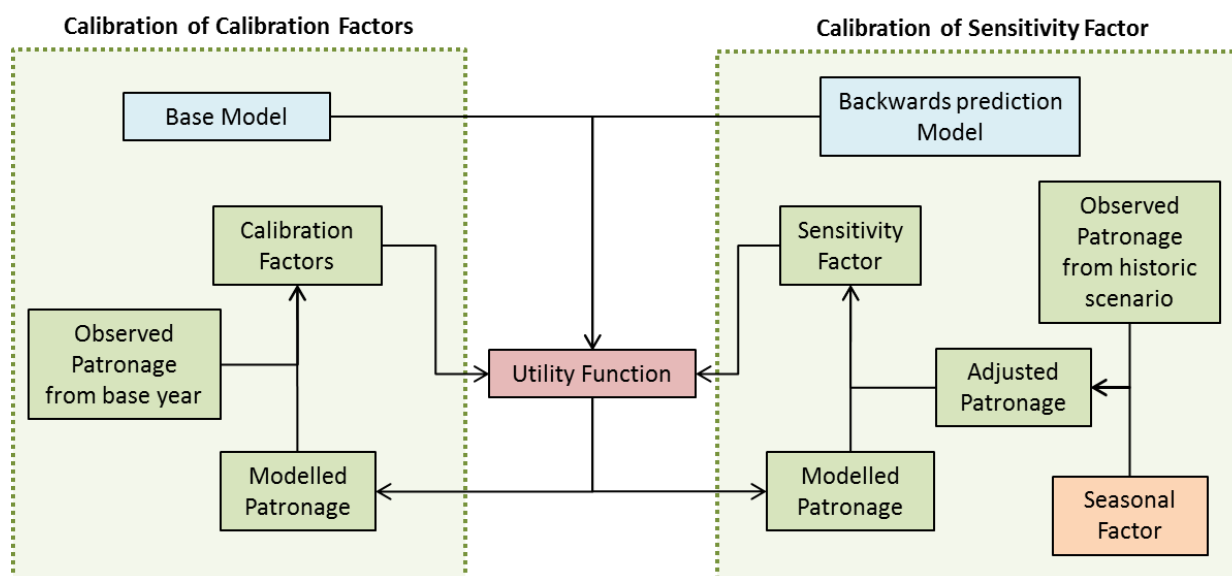 Calibration of Calibration Factors
Calibration of Sensitivity Factor
Base Model
Backwards prediction
Model
Calibration
Factors
Sensitivity
Factor
Observed
Patronage
from historic
scenario
Observed
Patronage
from base year
Utility Function
Adjusted
Patronage
Modelled
Patronage
Modelled
Patronage
Seasonal
Factor